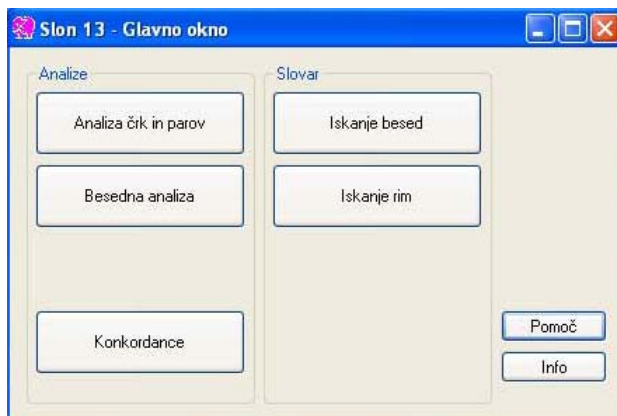 Slon 13 - Glavno okno
Analize
Analiza črk in parov
Besedna analiza
Konkordance
Slovar
Iskanje besed
Iskanje rim
Pomoč
Info